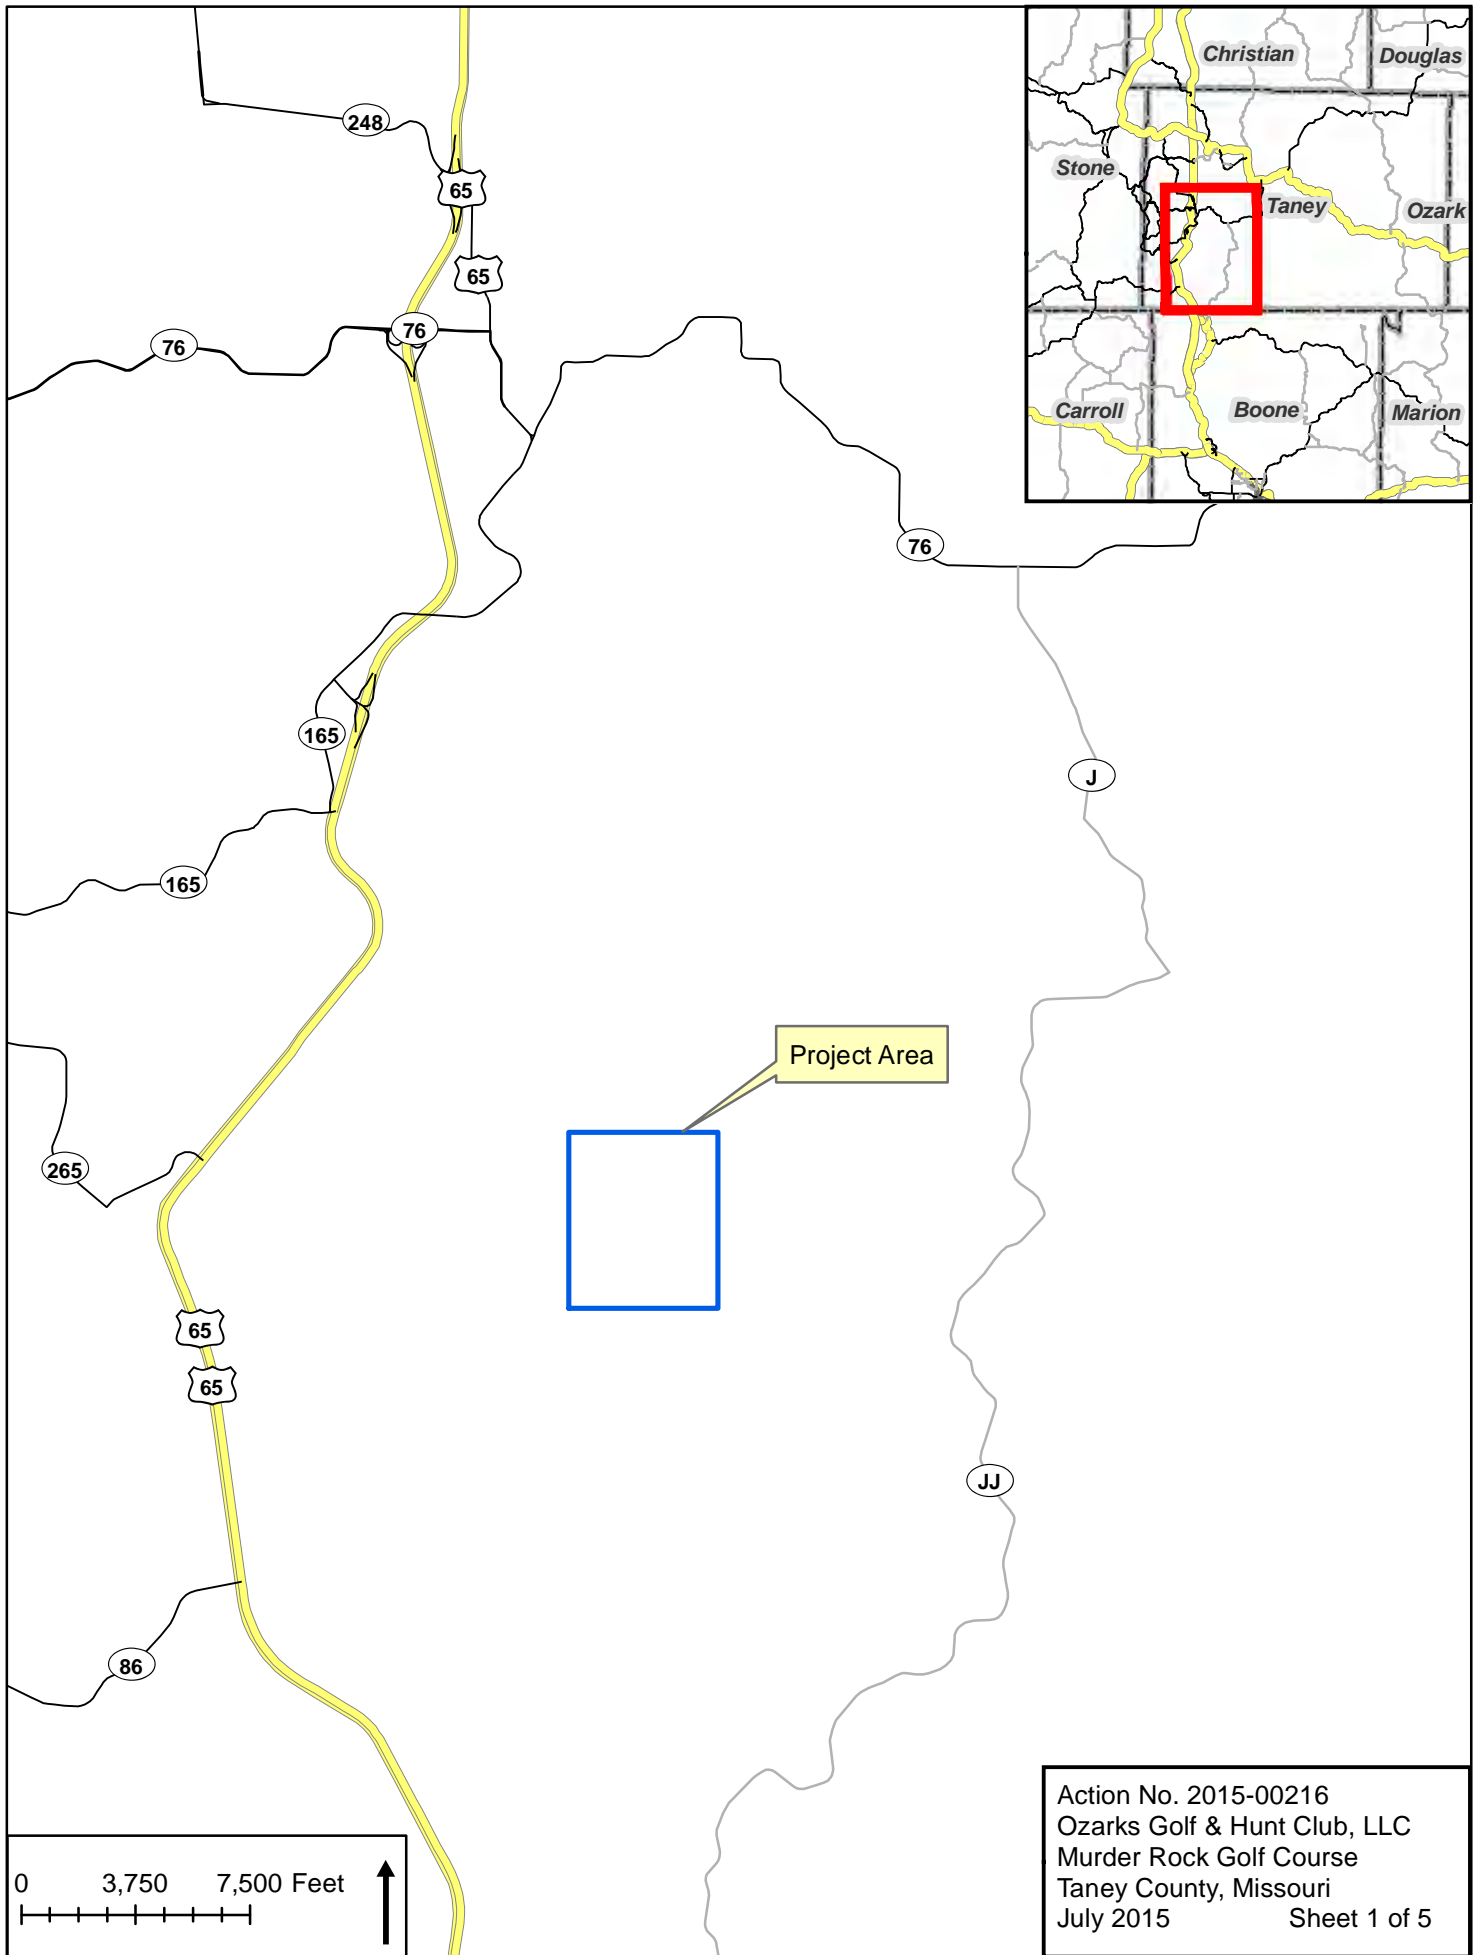 Christian
Douglas
Stone
Taney
Ozark
Carroll
Boone
Marion
248
65
65
76
76
76
165
J
165
Project Area
265
65
65
JJ
86
0 3,750 7,500 Feet
Action No. 2015-00216
Ozarks Golf & Hunt Club, LLC
Murder Rock Golf Course
Taney County, Missouri
July 2015 Sheet 1 of 5